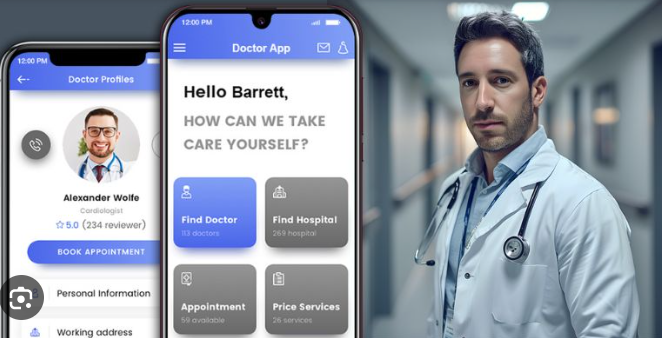 12:00 PM
Doctor Profiles
Alexander Wolfe
Cardiologist
5.0 (234 reviewer)
BOOK APPOINTMENT
Personal Information
Working address
12:00 PM
Doctor App
Hello Barrett,
HOW CAN WE TAKE
CARE YOURSELF?
Find Doctor
113 doctors
Find Hospital
269 hospital
Appointment
59 available
Price Services
26 services